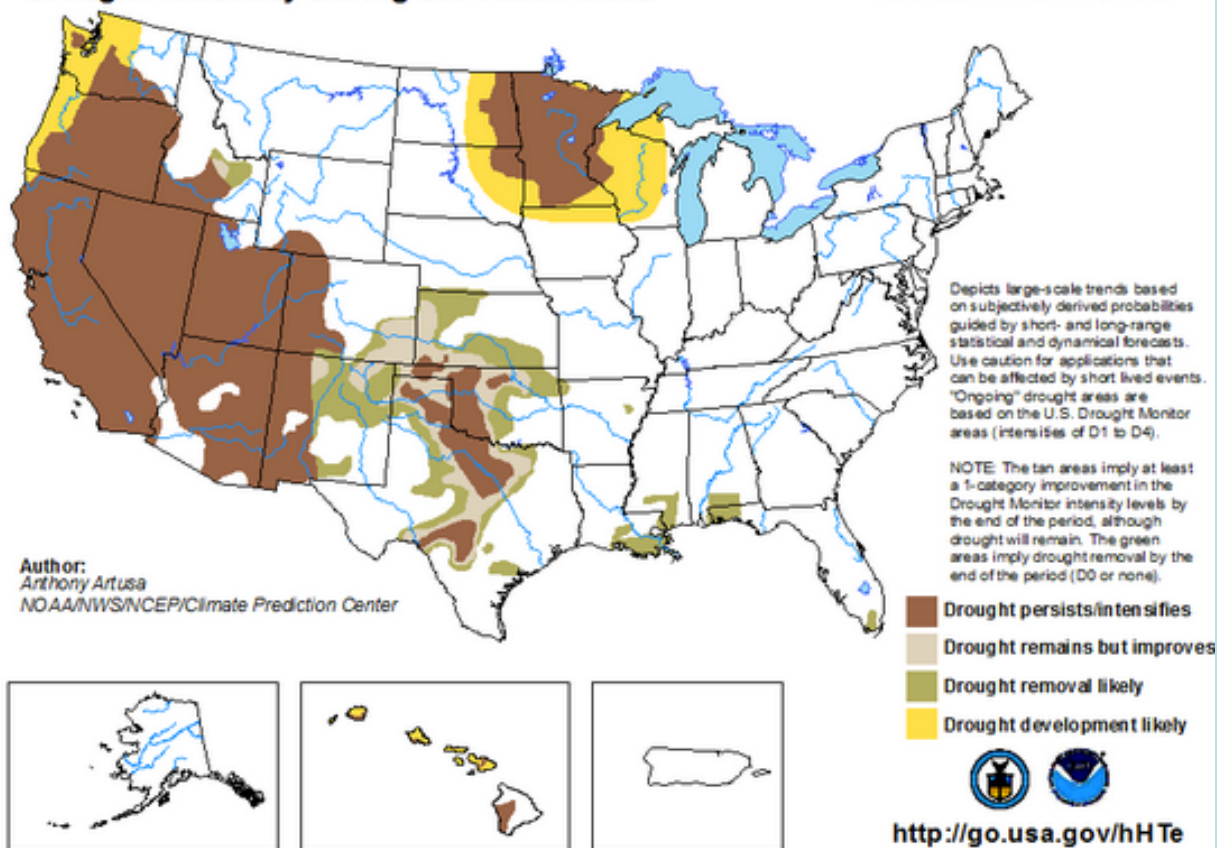 Depicts large-scale trends based
on subjectively derived probabilities
guided by short- and long-range
statistical and dynamical forecasts.
Use caution for applications that
can be affected by short lived events.
"Ongoing" drought areas are
based on the U.S. Drought Monitor
areas (intensities of D1 to D4).
NOTE: The tan areas imply at least
a 1-category improvement in the
Drought Monitor intensity levels by
the end of the period, although
drought will remain. The green
areas imply drought removal by the
end of the period (D0 or none).
Author:
Anthony Artusa
NOAA/NWS/NCEP/Climate Prediction Center
Drought persists/intensifies
Drought remains but improves
Drought removal likely
Drought development likely
http://go.usa.gov/hHTe